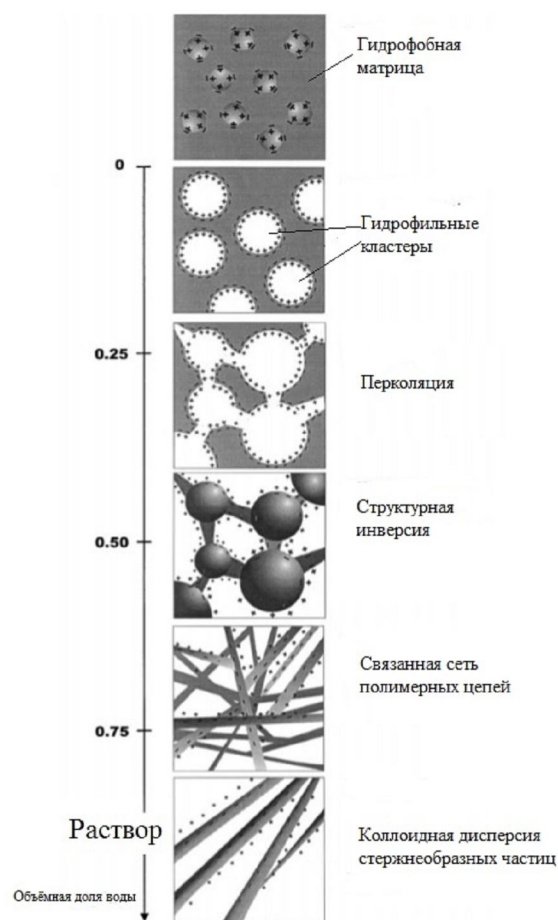 Гидрофобная
матрица
0
Гидрофильные
кластеры
0.25
Перколяция
Структурная
инверсия
0.50
Связанная сеть
полимерных цепей
0.75
Раствор
Коллоидная дисперсия
стержнеобразных частиц
Объёмная доля воды